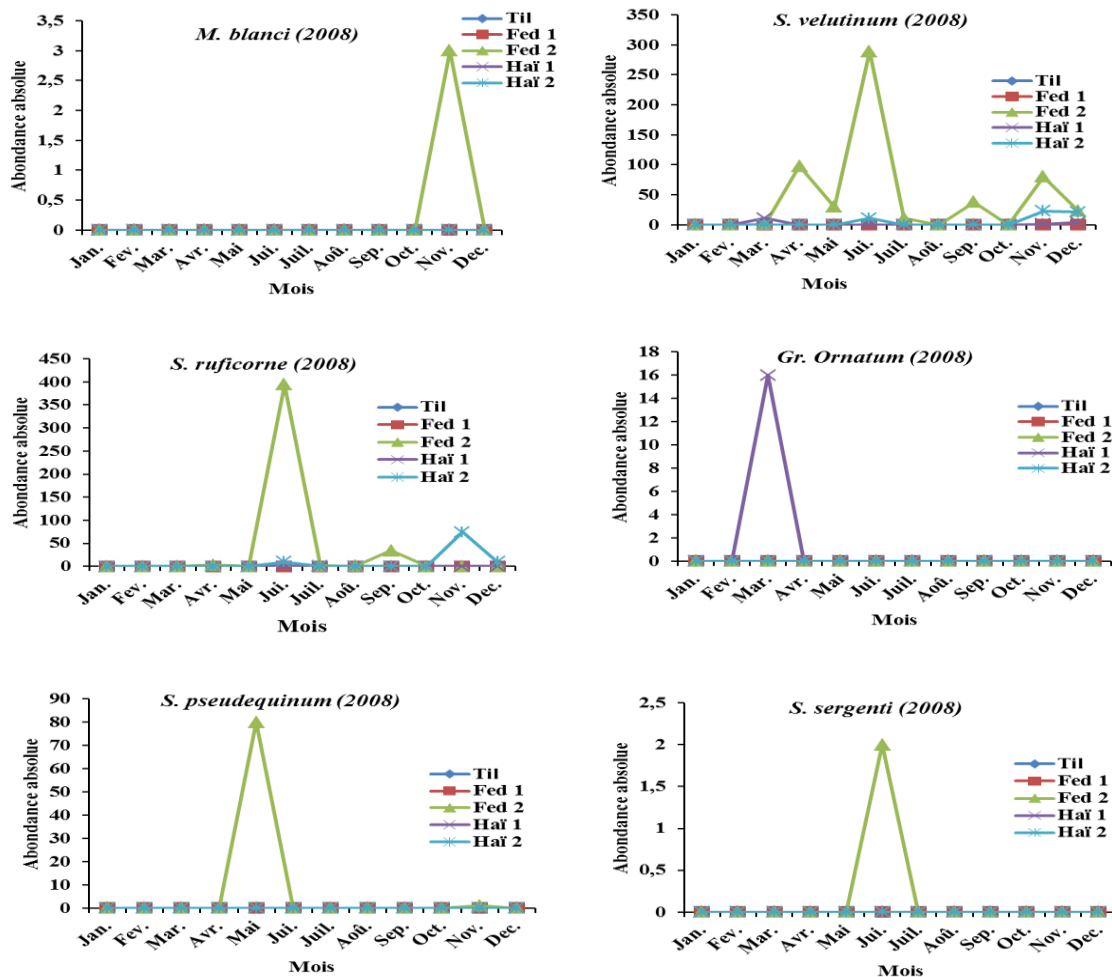 M. blanci (2008)
Abondance absolue
3,5
3
2,5
2
1,5
1
0,5
0
Til
Fed 1
Fed 2
Haï 1
Haï 2
Jan. Fev. Mar. Avr. Mai Jui. Juil. Aoû. Sep. Oct. Nov. Dec.
Mois
S. velutinum (2008)
Abondance absolue
350
300
250
200
150
100
50
0
Til
Fed 1
Fed 2
Haï 1
Haï 2
Jan. Fev. Mar. Avr. Mai Jui. Juil. Aoû. Sep. Oct. Nov. Dec.
Mois
S. ruficorne (2008)
Abondance absolue
450
400
350
300
250
200
150
100
50
0
Til
Fed 1
Fed 2
Haï 1
Haï 2
Jan. Fev. Mar. Avr. Mai Jui. Juil. Aoû. Sep. Oct. Nov. Dec.
Mois
Gr. Ornatum (2008)
Abondance absolue
18
16
14
12
10
8
6
4
2
0
Til
Fed 1
Fed 2
Haï 1
Haï 2
Jan. Fev. Mar. Avr. Mai Jui. Juil. Aoû. Sep. Oct. Nov. Dec.
Mois
S. pseudequinum (2008)
Abondance absolue
90
80
70
60
50
40
30
20
10
0
Til
Fed 1
Fed 2
Haï 1
Haï 2
Jan. Fev. Mar. Avr. Mai Jui. Juil. Aoû. Sep. Oct. Nov. Dec.
Mois
S. sergenti (2008)
Abondance absolue
2,5
2
1,5
1
0,5
0
Til
Fed 1
Fed 2
Haï 1
Haï 2
Jan. Fev. Mar. Avr. Mai Jui. Juil. Aoû. Sep. Oct. Nov. Dec.
Mois